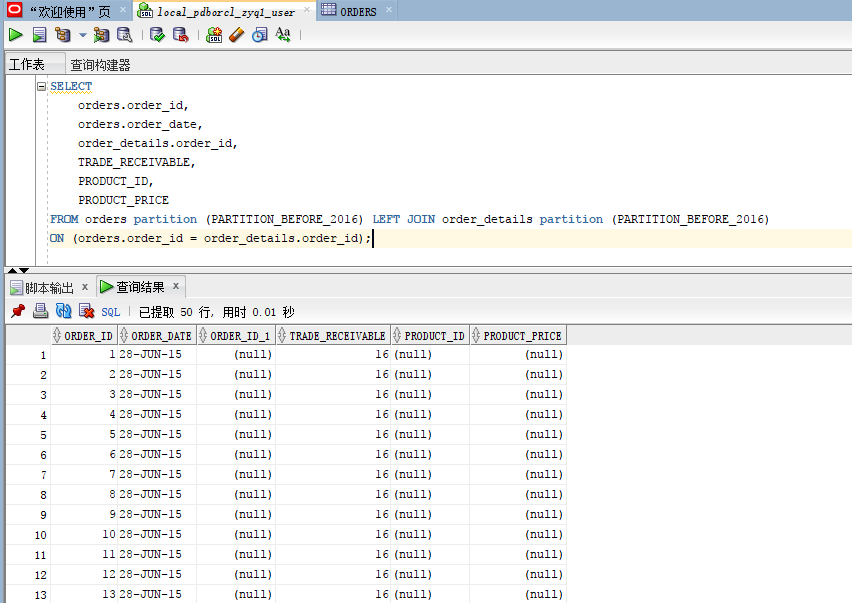 “欢迎使用”页 local_pdborcl_zyq1_user ORDERS
工作表 查询构建器
SELECT
orders.order_id,
orders.order_date,
order_details.order_id,
TRADE_RECEIVABLE,
PRODUCT_ID,
PRODUCT_PRICE
FROM orders partition (PARTITION_BEFORE_2016) LEFT JOIN order_details partition (PARTITION_BEFORE_2016)
ON (orders.order_id = order_details.order_id);
脚本输出 x 查询结果 x
SQL | 已提取 50 行, 用时 0.01 秒
ORDER_ID ORDER_DATE ORDER_ID_1 TRADE_RECEIVABLE PRODUCT_ID PRODUCT_PRICE
1 1 28-JUN-15 (null) 16 (null) (null)
2 2 28-JUN-15 (null) 16 (null) (null)
3 3 28-JUN-15 (null) 16 (null) (null)
4 4 28-JUN-15 (null) 16 (null) (null)
5 5 28-JUN-15 (null) 16 (null) (null)
6 6 28-JUN-15 (null) 16 (null) (null)
7 7 28-JUN-15 (null) 16 (null) (null)
8 8 28-JUN-15 (null) 16 (null) (null)
9 9 28-JUN-15 (null) 16 (null) (null)
10 10 28-JUN-15 (null) 16 (null) (null)
11 11 28-JUN-15 (null) 16 (null) (null)
12 12 28-JUN-15 (null) 16 (null) (null)
13 13 28-JUN-15 (null) 16 (null) (null)